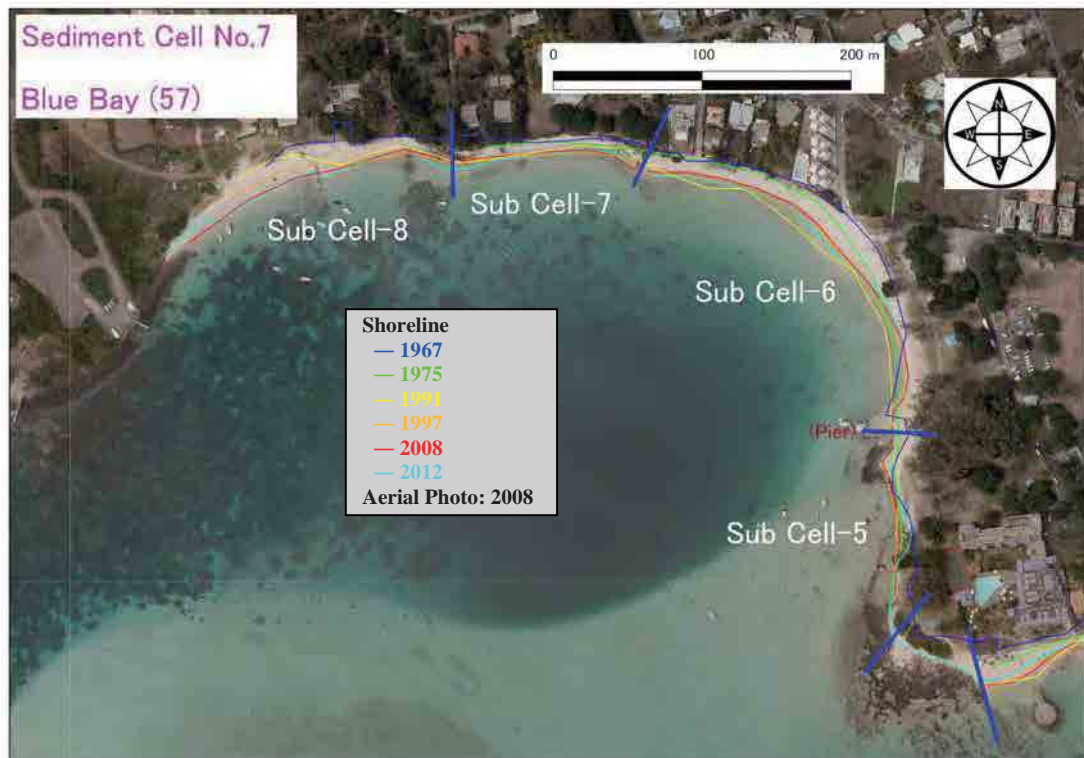 Sediment Cell No.7
Blue Bay (57)
0 100 200 m
N
W E
S
Sub Cell-7
Sub Cell-8
Sub Cell-6
Shoreline
— 1967
— 1975
— 1991
— 1997
— 2008
— 2012
Aerial Photo: 2008
(Pier)
Sub Cell-5